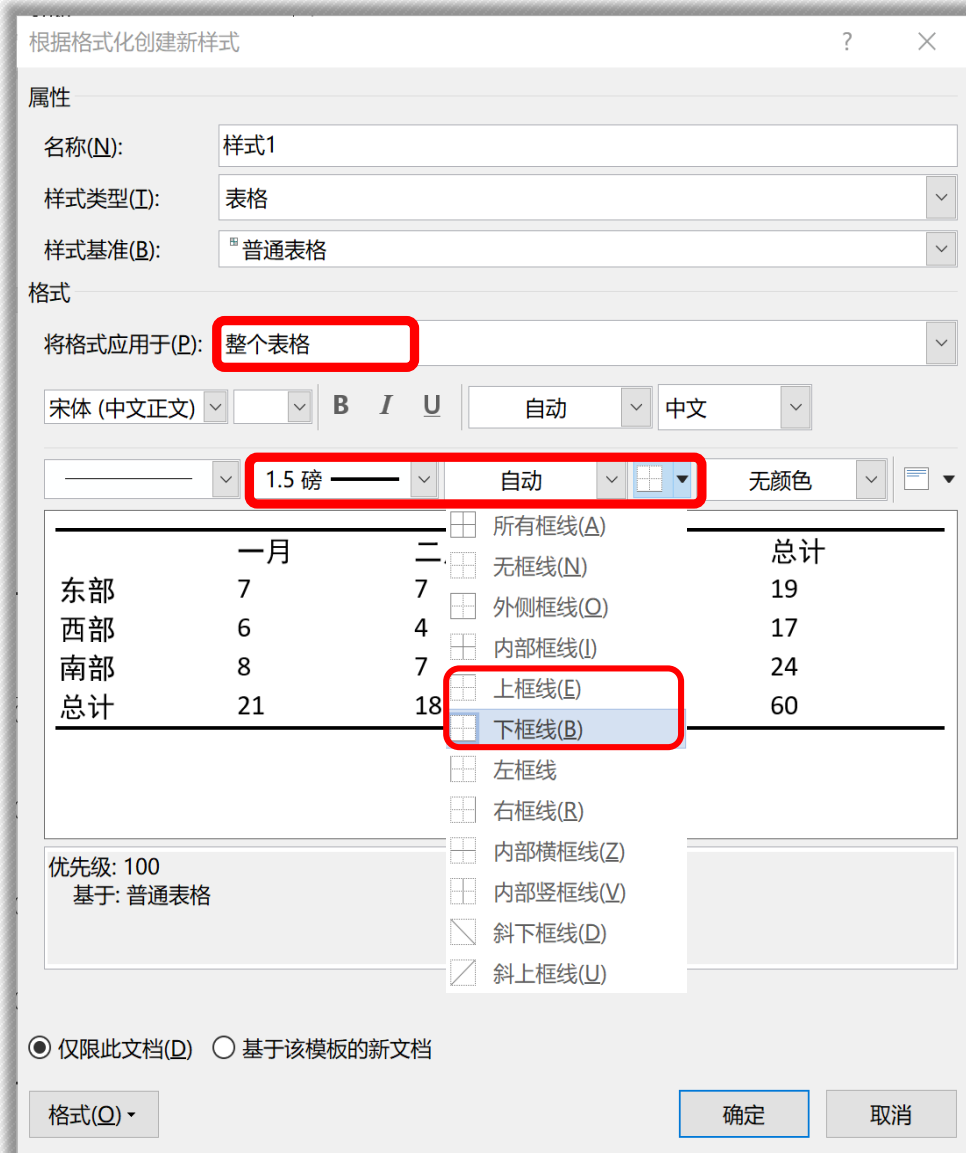 根据格式化创建新样式 ?
属性
名称(N): 样式1
样式类型(T): 表格
样式基准(B): 普通表格
格式
将格式应用于(P): 整个表格
宋体 (中文正文) B I U 自动 中文
1.5 磅 自动 无颜色
一月 二 总计
东部 7 7 19
西部 6 4 17
南部 8 7 24
总计 21 18 60
所有框线(A)
无框线(N)
外侧框线(O)
内部框线(I)
上框线(E)
下框线(B)
左框线
右框线(R)
内部横框线(Z)
内部竖框线(V)
斜下框线(D)
斜上框线(U)
优先级: 100
基于: 普通表格
仅限此文档(D) 基于该模板的新文档
格式(O) 确定 取消